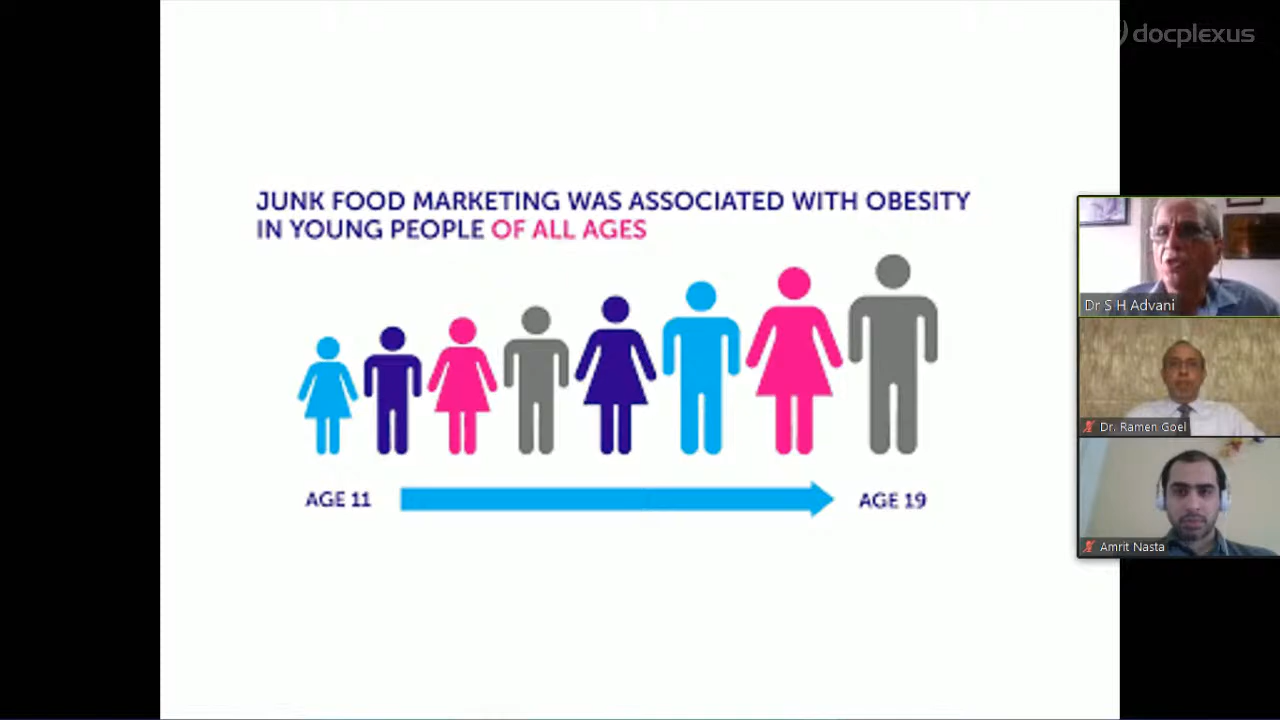 docplexus
JUNK FOOD MARKETING WAS ASSOCIATED WITH OBESITY
IN YOUNG PEOPLE OF ALL AGES
AGE 11
AGE 19
Dr S H Advani
Dr. Ramen Goel
Amrit Nasta